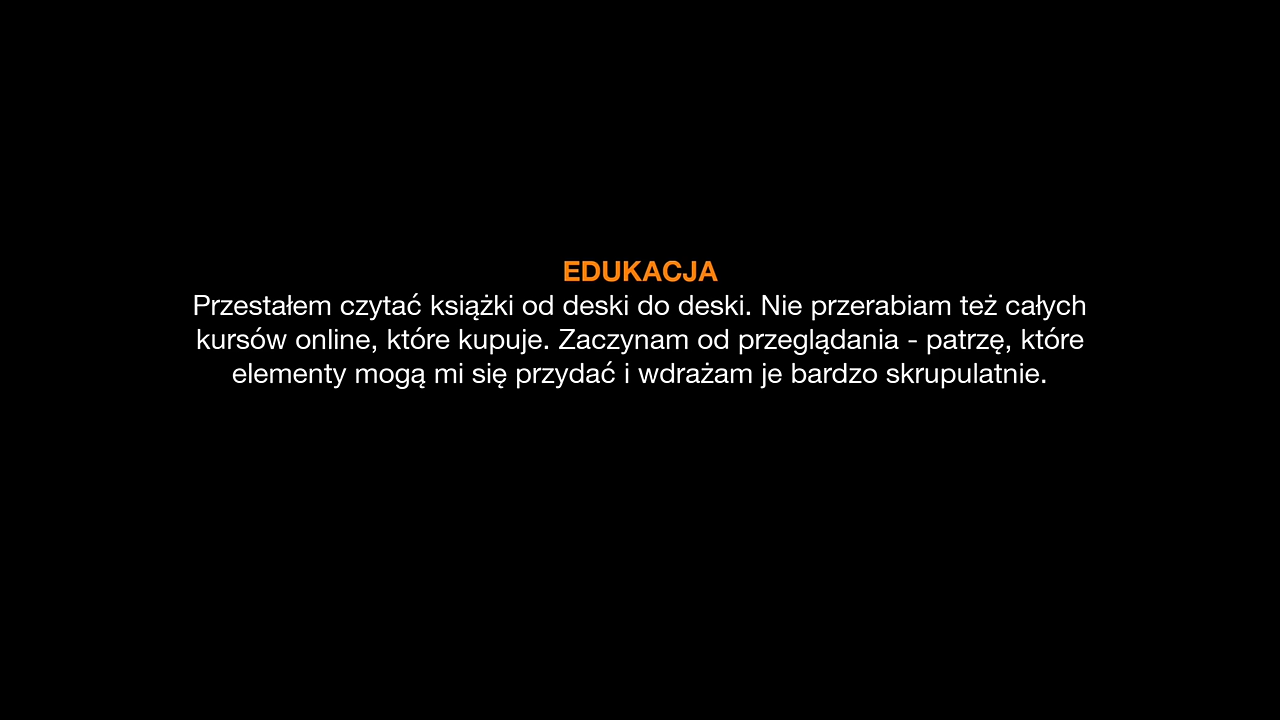 EDUKACJA
Przestałem czytać książki od deski do deski. Nie przerabiam też całych
kursów online, które kupuje. Zaczynam od przeglądania - patrzę, które
elementy mogą mi się przydać i wdrażam je bardzo skrupulatnie.